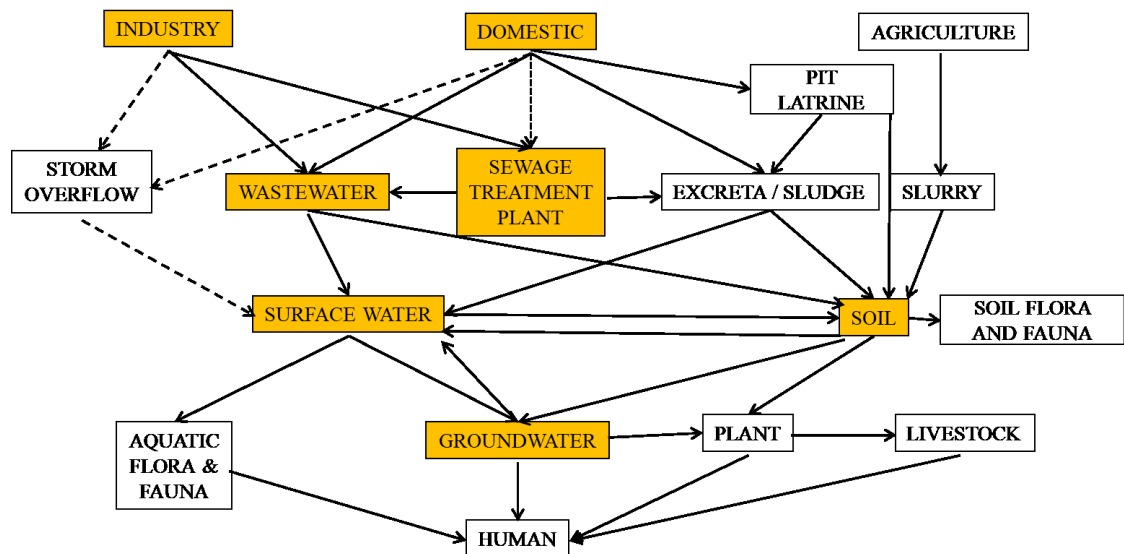 INDUSTRY
DOMESTIC
AGRICULTURE
PIT
LATRINE
STORM
OVERFLOW
WASTEWATER
SEWAGE
TREATMENT
PLANT
EXCRETA / SLUDGE
SLURRY
SURFACE WATER
SOIL
SOIL FLORA
AND FAUNA
AQUATIC
FLORA &
FAUNA
GROUNDWATER
PLANT
LIVESTOCK
HUMAN